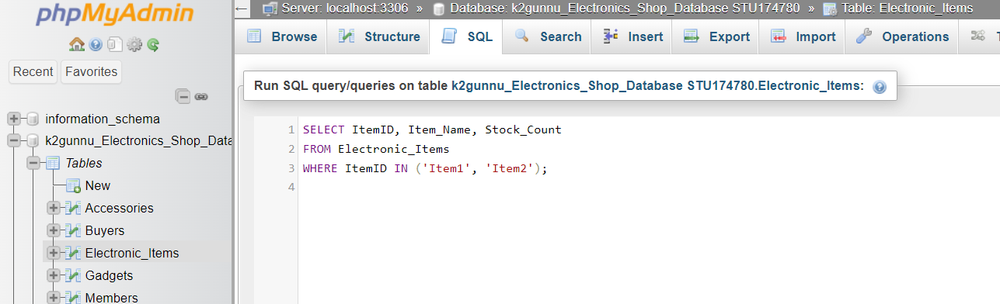 phpMyAdmin
Recent Favorites
information_schema
k2gunnu_Electronics_Shop_Data
Tables
New
Accessories
Buyers
Electronic_Items
Gadgets
Members
Server: localhost:3306 » Database: k2gunnu_Electronics_Shop_Database STU174780 » Table: Electronic_Items
Browse Structure SQL Search Insert Export Import Operations
Run SQL query/queries on table k2gunnu_Electronics_Shop_Database STU174780.Electronic_Items:
1 SELECT ItemID, Item_Name, Stock_Count
2 FROM Electronic_Items
3 WHERE ItemID IN ('Item1', 'Item2');
4